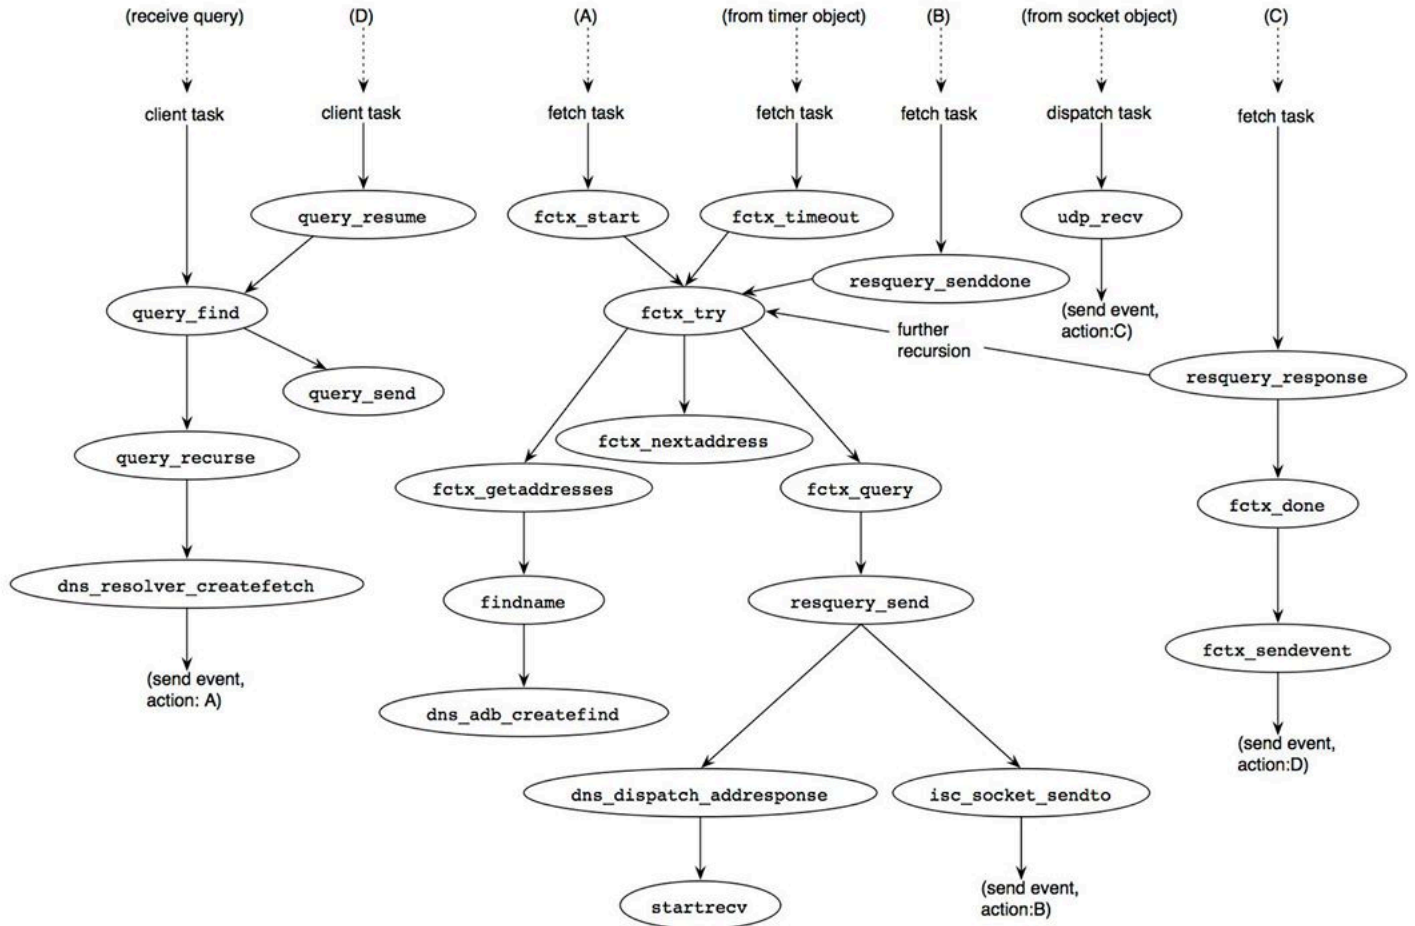 (receive query)
(D)
(A)
(from timer object)
(B)
(from socket object)
(C)
client task
client task
fetch task
fetch task
fetch task
dispatch task
fetch task
query_resume
fctx_start
fctx_timeout
udp_recv
resquery_senddone
query_find
fctx_try
(send event,
action:C)
further
recursion
resquery_response
query_send
fctx_nextaddress
query_recurse
fctx_getaddresses
fctx_query
fctx_done
dns_resolver_createfetch
findname
resquery_send
fctx_sendevent
(send event,
action: A)
dns_adb_createfind
(send event,
action:D)
dns_dispatch_addresponse
isc_socket_sendto
startrecv
(send event,
action:B)